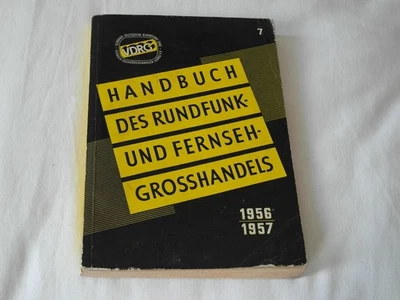 7
VDRG
HANDBUCH
DES RUNDFUNK-
UND FERNSEH-
GROSSHANDELS
1956
1957